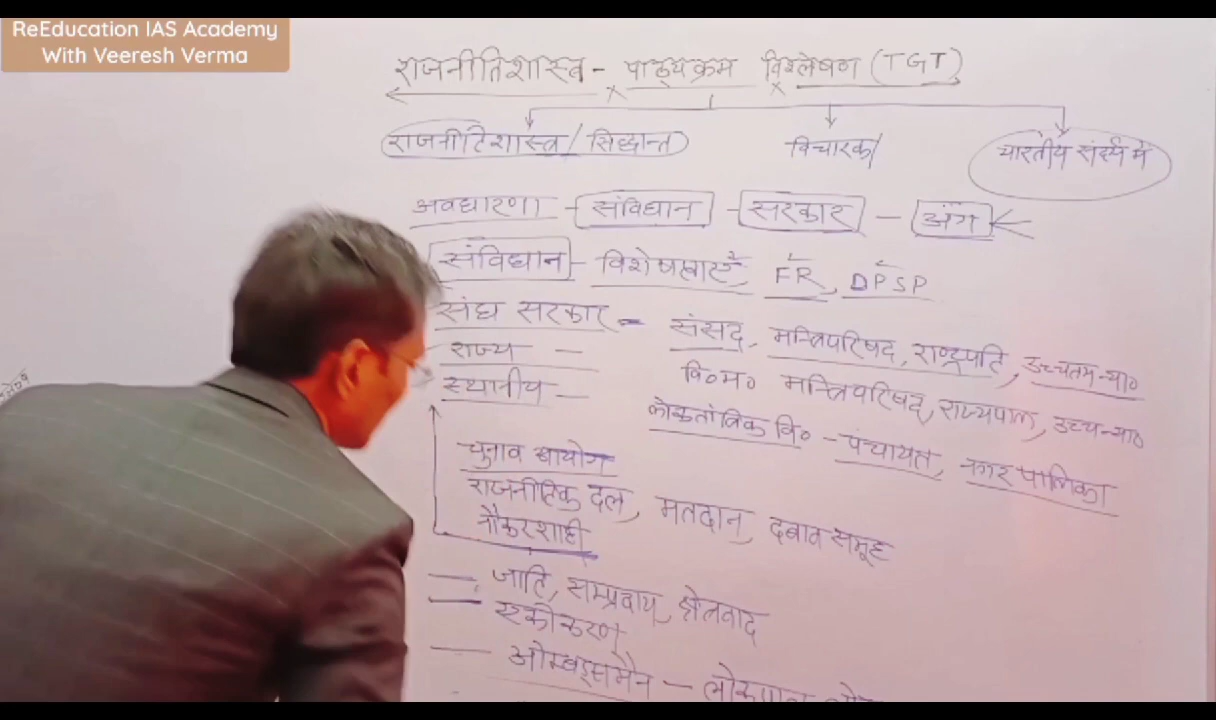 ReEducation IAS Academy
With Veeresh Verma
राजनीतिशास्त्र - पाठ्यक्रम विश्लेषण (TGT)
राजनीतिशास्त्र / सिद्धान्त विचारक / भारतीय संदर्भ में
अवधारणा - संविधान - सरकार - अंग
संविधान - विशेषताएँ, FR, DPSP
संघ सरकार - संसद, मन्त्रिपरिषद, राष्ट्रपति, उच्चतम न्या०
राज्य - वि०म० मन्त्रिपरिषद, राज्यपाल, उच्च न्या०
स्थानीय - लोकतांत्रिक वि० - पंचायत, नगर पालिका
चुनाव आयोग
राजनीतिक दल, मतदान, दबाव समूह
नौकरशाही
जाति, सम्प्रदाय, क्षेत्रवाद
एकीकरण
ओम्बड्समैन - लोकपाल